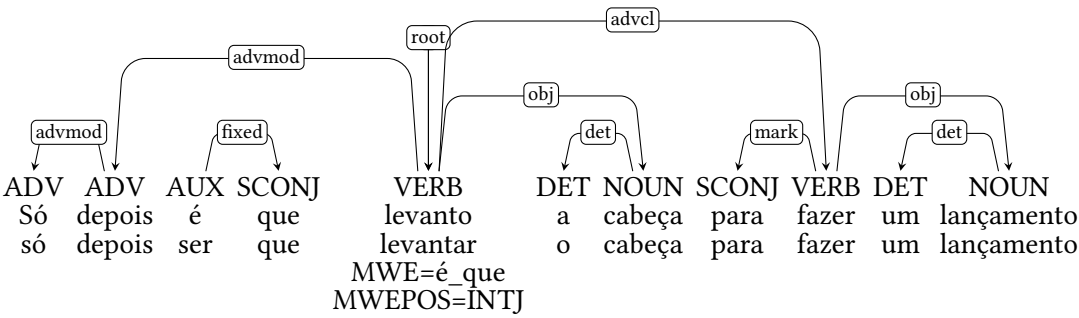 advcl
root
advmod
obj
obj
advmod
fixed
det
mark
det
ADV ADV AUX SCONJ VERB DET NOUN SCONJ VERB DET NOUN
Só depois é que levanto a cabeça para fazer um lançamento
só depois ser que levantar o cabeça para fazer um lançamento
MWE=é_que
MWEPOS=INTJ